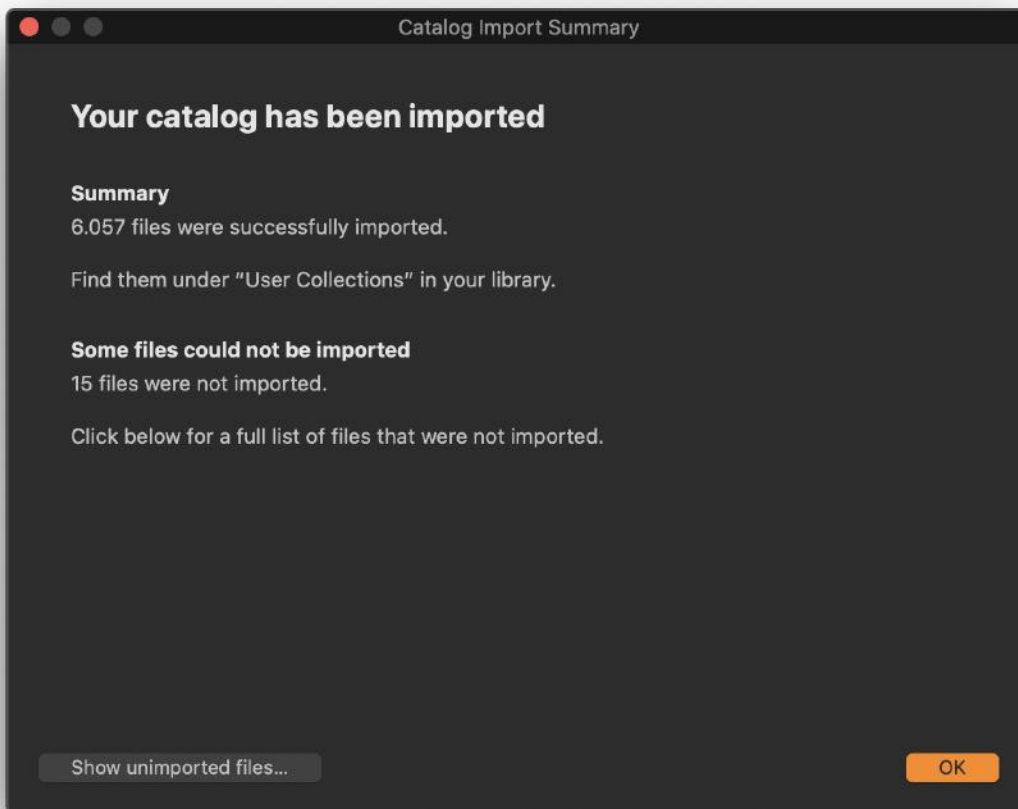 Catalog Import Summary
Your catalog has been imported
Summary
6.057 files were successfully imported.
Find them under “User Collections” in your library.
Some files could not be imported
15 files were not imported.
Click below for a full list of files that were not imported.
Show unimported files...
OK